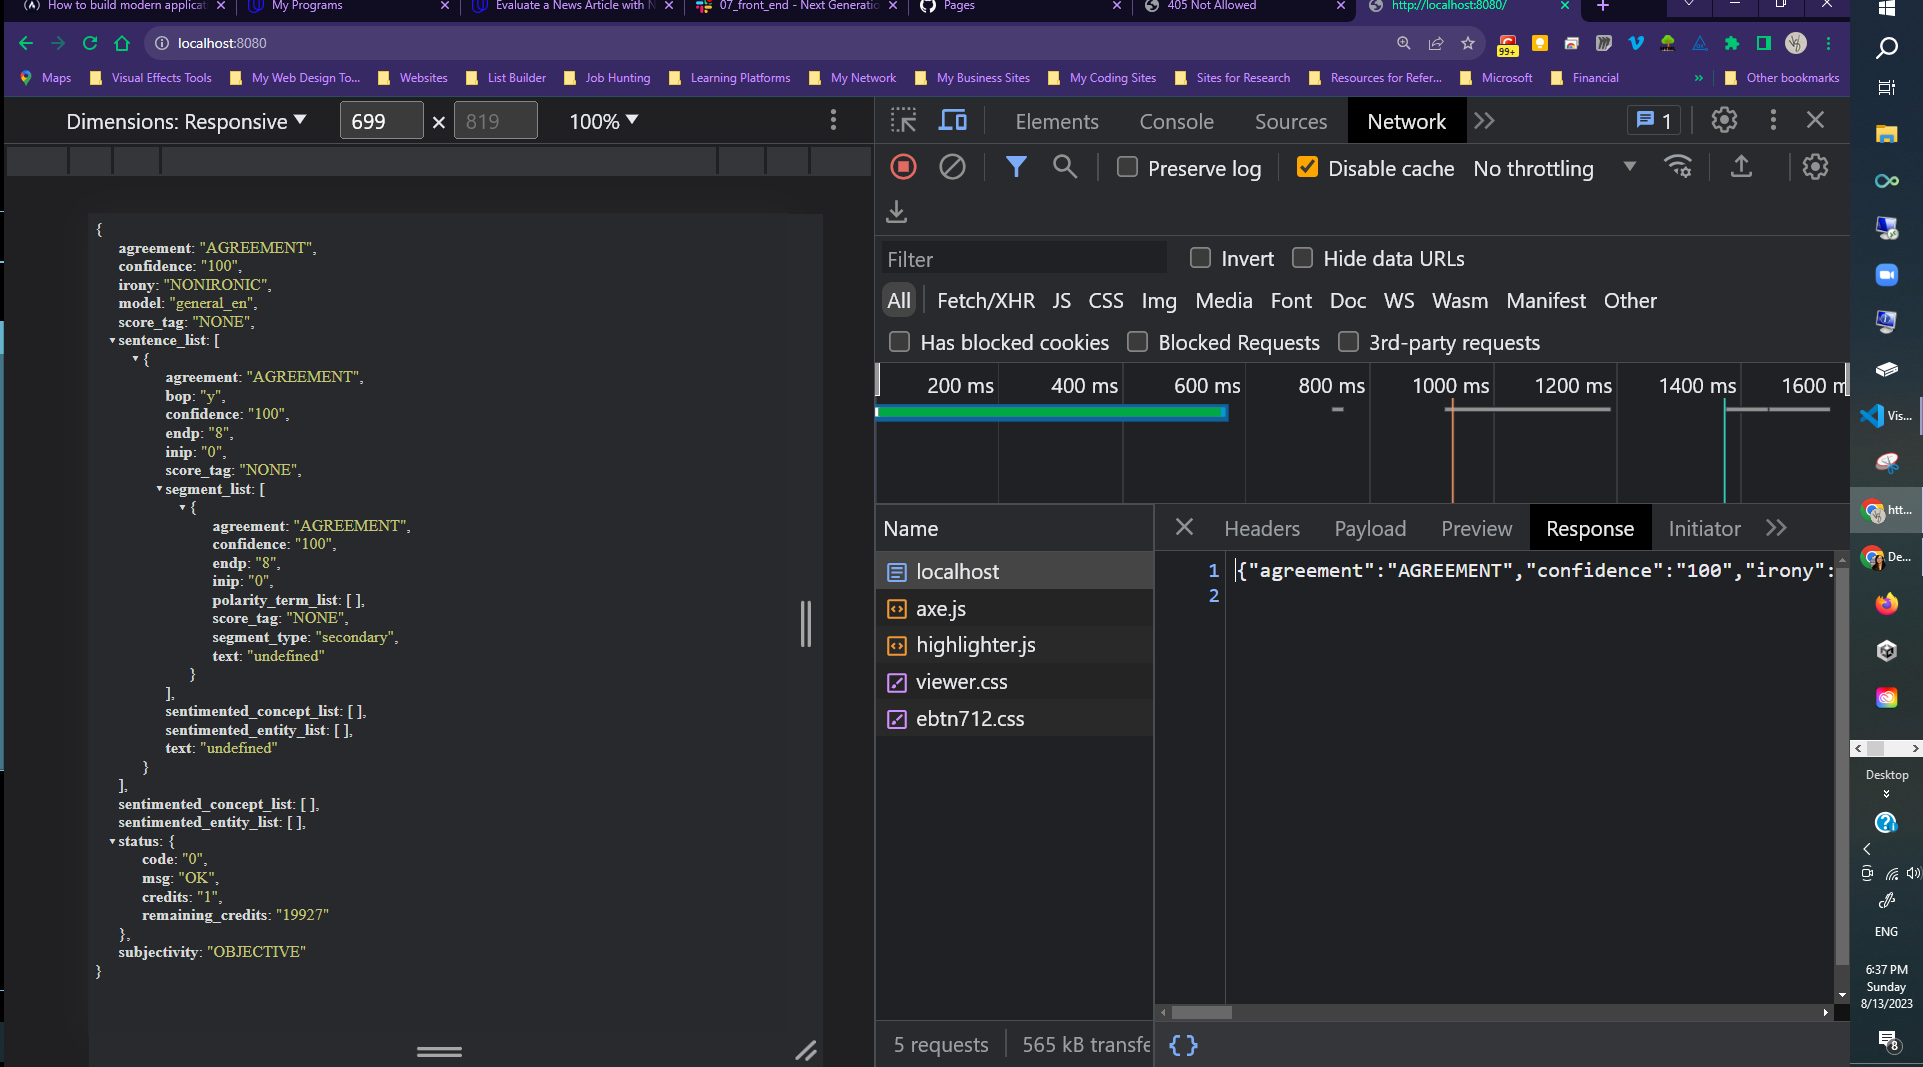 How to build modern applicat
My Programs
Evaluate a News Article with N
07_front_end - Next Generatio
Pages
405 Not Allowed
http://localhost:8080/
localhost:8080
99+
Maps
Visual Effects Tools
My Web Design To...
Websites
List Builder
Job Hunting
Learning Platforms
My Network
My Business Sites
My Coding Sites
Sites for Research
Resources for Refer...
Microsoft
Financial
»
Other bookmarks
Dimensions: Responsive
699
×
819
100%
Elements
Console
Sources
Network
1
Preserve log
Disable cache
No throttling
Filter
Invert
Hide data URLs
All
Fetch/XHR
JS
CSS
Img
Media
Font
Doc
WS
Wasm
Manifest
Other
Has blocked cookies
Blocked Requests
3rd-party requests
200 ms
400 ms
600 ms
800 ms
1000 ms
1200 ms
1400 ms
1600 m
Name
localhost
axe.js
highlighter.js
viewer.css
ebtn712.css
Headers
Payload
Preview
Response
Initiator
1 {"agreement":"AGREEMENT","confidence":"100","irony":
2
5 requests
565 kB transfe
{}
{
agreement: "AGREEMENT",
confidence: "100",
irony: "NONIRONIC",
model: "general_en",
score_tag: "NONE",
sentence_list: [
{
agreement: "AGREEMENT",
bop: "y",
confidence: "100",
endp: "8",
inip: "0",
score_tag: "NONE",
segment_list: [
{
agreement: "AGREEMENT",
confidence: "100",
endp: "8",
inip: "0",
polarity_term_list: [ ],
score_tag: "NONE",
segment_type: "secondary",
text: "undefined"
}
],
sentimented_concept_list: [ ],
sentimented_entity_list: [ ],
text: "undefined"
}
],
sentimented_concept_list: [ ],
sentimented_entity_list: [ ],
status: {
code: "0",
msg: "OK",
credits: "1",
remaining_credits: "19927"
},
subjectivity: "OBJECTIVE"
}
Vis...
htt...
De...
Desktop
ENG
6:37 PM
Sunday
8/13/2023
8